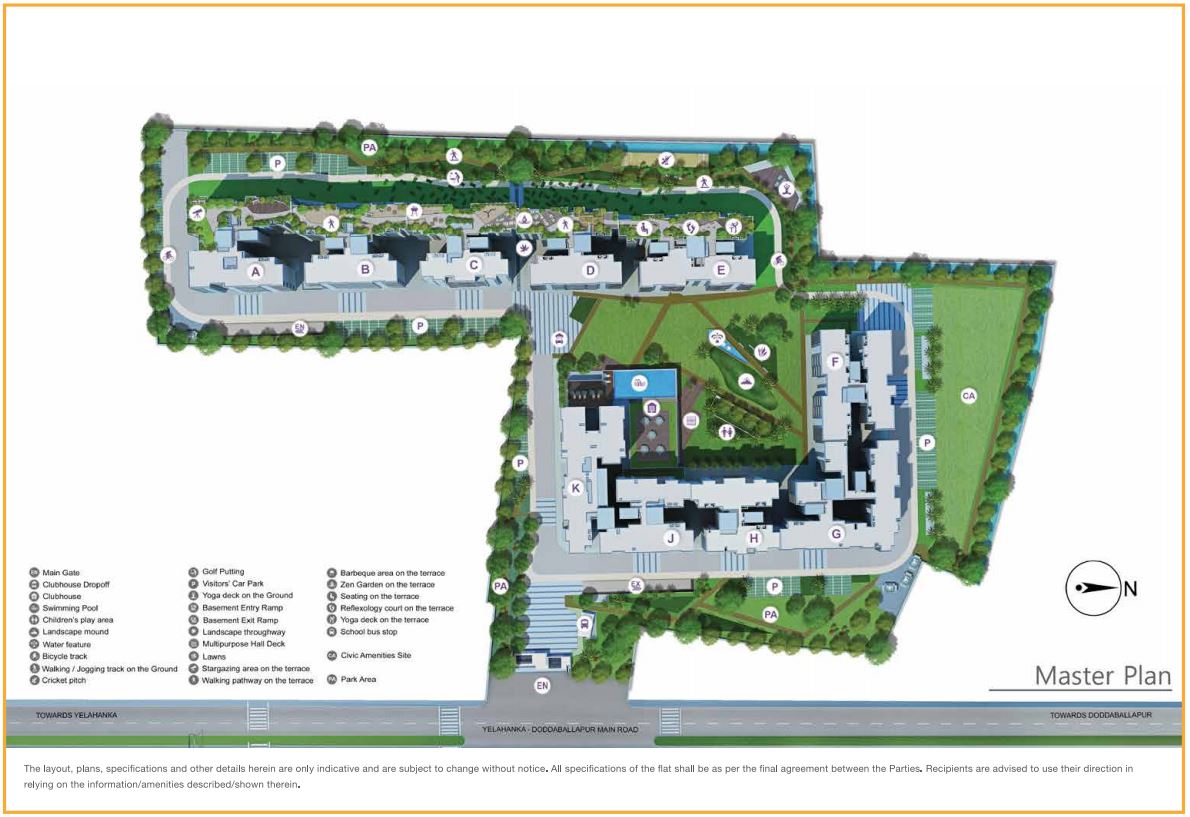 PA
P
A
B
C
D
E
EN
P
F
CA
P
P
K
J
H
G
PA
EX
P
PA
N
Main Gate
Clubhouse Dropoff
Clubhouse
Swimming Pool
Children's play area
Landscape mound
Water feature
Bicycle track
Walking / Jogging track on the Ground
Cricket pitch
Golf Putting
P Visitors' Car Park
Yoga deck on the Ground
Basement Entry Ramp
Basement Exit Ramp
Landscape throughway
Multipurpose Hall Deck
Lawns
Stargazing area on the terrace
Walking pathway on the terrace
Barbeque area on the terrace
Zen Garden on the terrace
Seating on the terrace
Reflexology court on the terrace
Yoga deck on the terrace
School bus stop
CA Civic Amenities Site
PA Park Area
Master Plan
EN
TOWARDS YELAHANKA
YELAHANKA - DODDABALLAPUR MAIN ROAD
TOWARDS DODDABALLAPUR
The layout, plans, specifications and other details herein are only indicative and are subject to change without notice. All specifications of the flat shall be as per the final agreement between the Parties. Recipients are advised to use their direction in
relying on the information/amenities described/shown therein.